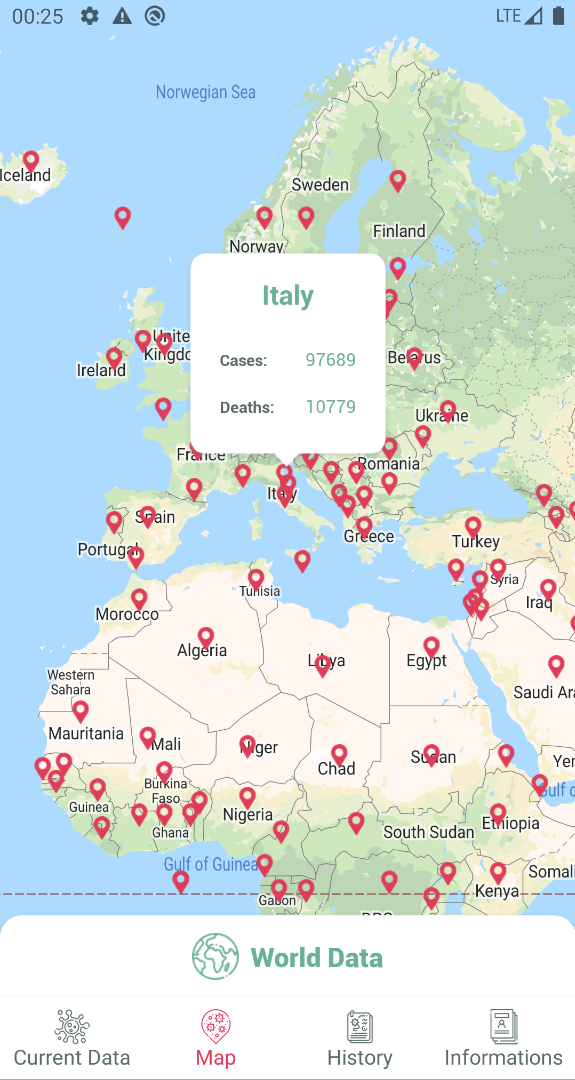 00:25
LTE
Norwegian Sea
Iceland
Sweden
Finland
Norway
Italy
Cases: 97689
Deaths: 10779
United
Kingdo
Ireland
Belarus
Ukraine
France
Romania
Italy
Spain
Portugal
Greece
Turkey
Tunisia
Syria
Morocco
Iraq
Algeria
Libya
Egypt
Western
Sahara
Saudi Ara
Mauritania
Mali
Niger
Chad
Sudan
Yer
Burkina
Faso
Gulf o
Guinea
Nigeria
Ghana
Ethiopia
South Sudan
Gulf of Guinea
Somali
Kenya
Gabon
World Data
Current Data
Map
History
Informations